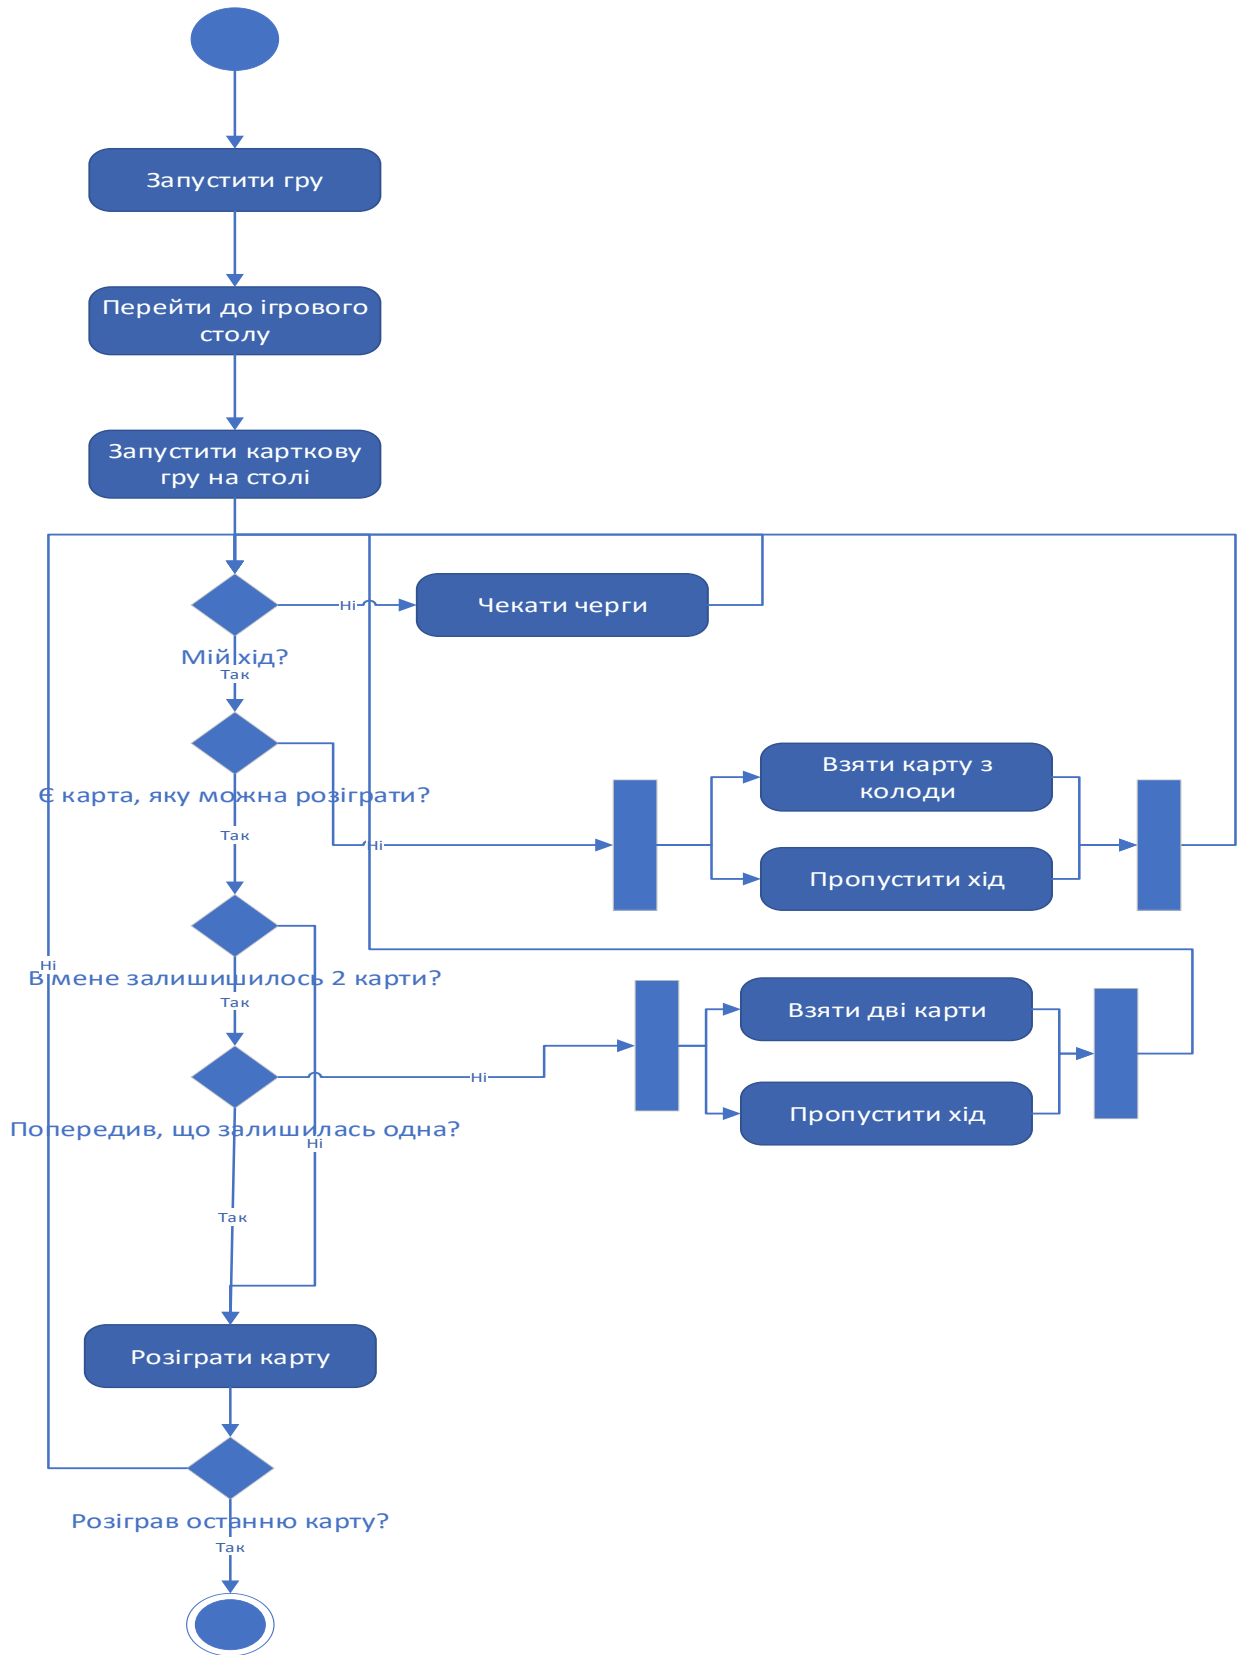 Запустити гру
Перейти до ігрового
столу
Запустити карткову
гру на столі
Ні
Чекати черги
Мій хід?
Так
Взяти карту з
колоди
Є карта, яку можна розіграти?
Так
Ні
Пропустити хід
Ні
В мене залишишилось 2 карти?
Так
Взяти дві карти
Ні
Пропустити хід
Попередив, що залишилась одна?
Ні
Так
Розіграти карту
Розіграв останню карту?
Так